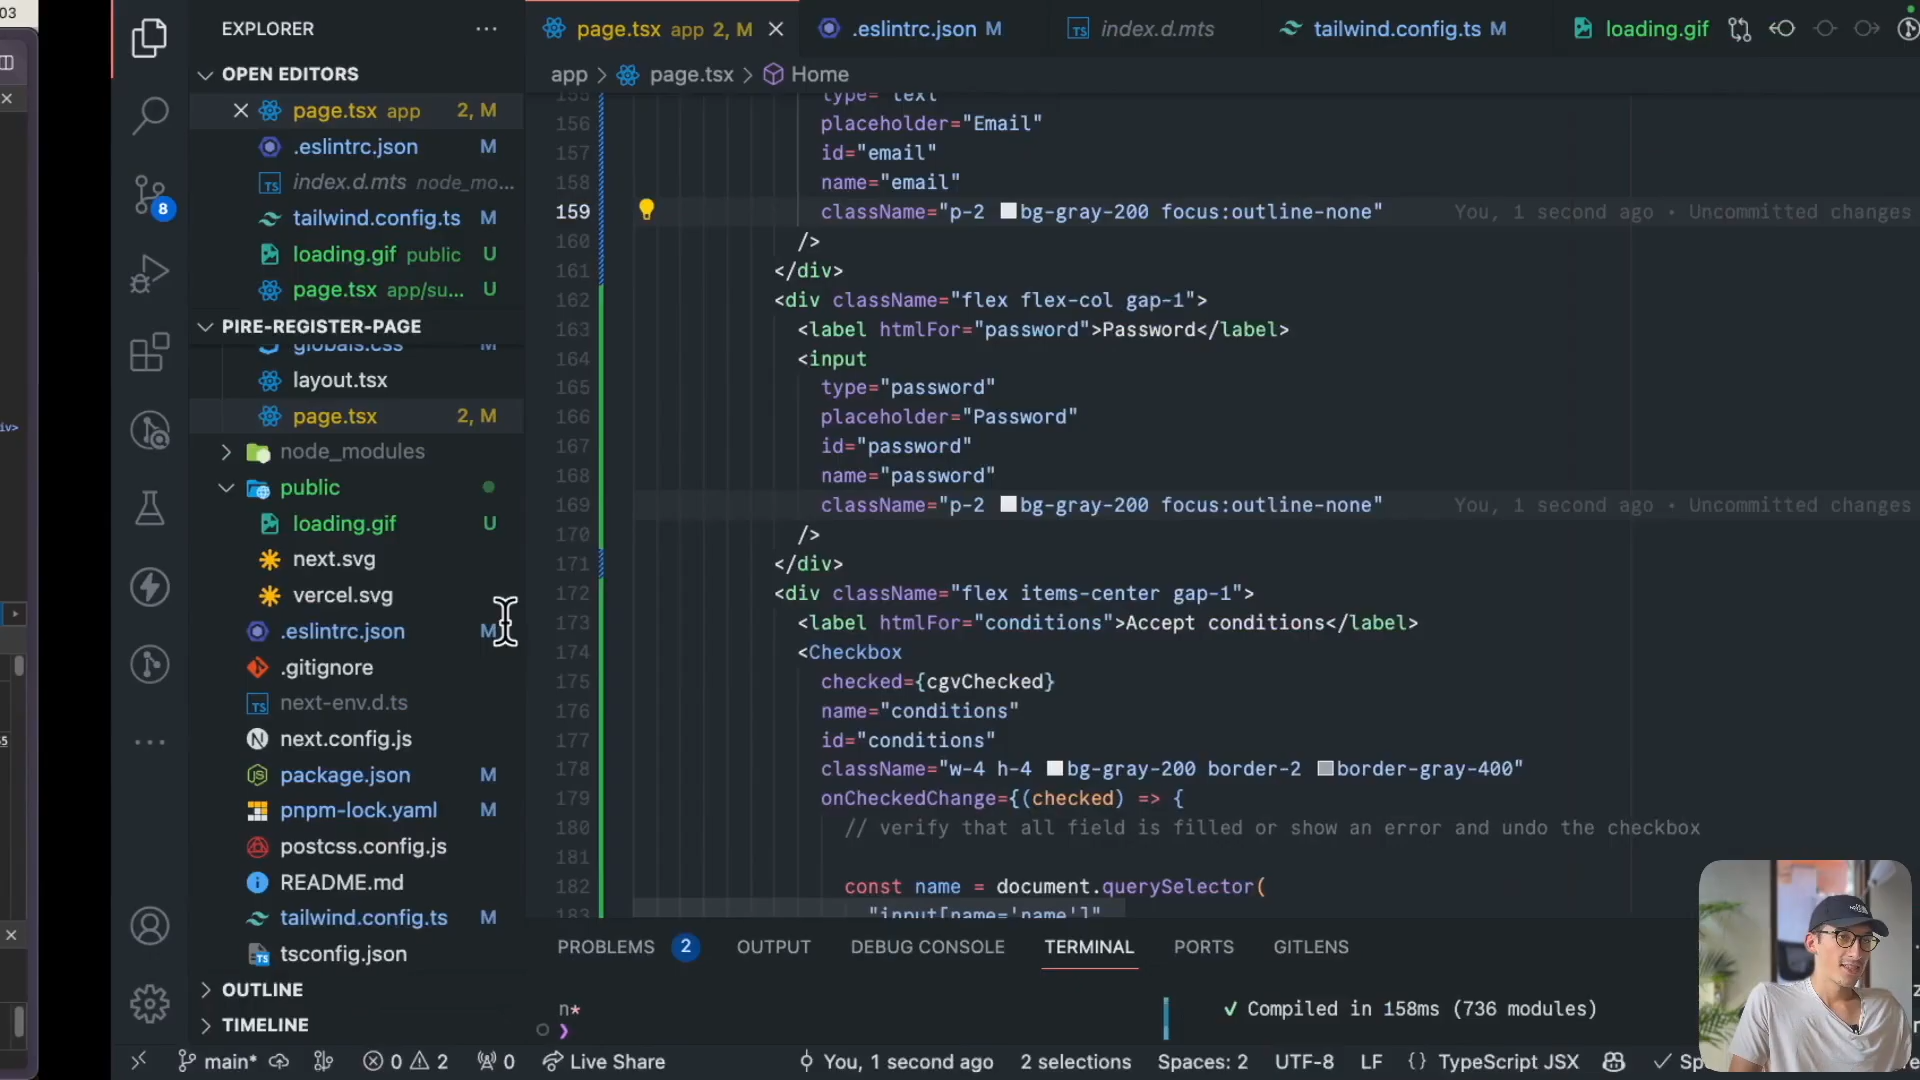 03
EXPLORER
OPEN EDITORS
page.tsx app 2, M
.eslintrc.json M
index.d.mts node_mo...
tailwind.config.ts M
loading.gif public U
page.tsx app/su... U
PIRE-REGISTER-PAGE
globals.css M
layout.tsx
page.tsx 2, M
node_modules
public
loading.gif U
next.svg
vercel.svg
.eslintrc.json M
.gitignore
next-env.d.ts
next.config.js
package.json M
pnpm-lock.yaml M
postcss.config.js
README.md
tailwind.config.ts M
tsconfig.json
OUTLINE
TIMELINE
8
page.tsx app 2, M
.eslintrc.json M
index.d.mts
tailwind.config.ts M
loading.gif
app > page.tsx > Home
155 type="text
156 placeholder="Email"
157 id="email"
158 name="email"
159 className="p-2 bg-gray-200 focus:outline-none" You, 1 second ago • Uncommitted changes
160 />
161 </div>
162 <div className="flex flex-col gap-1">
163 <label htmlFor="password">Password</label>
164 <input
165 type="password"
166 placeholder="Password"
167 id="password"
168 name="password"
169 className="p-2 bg-gray-200 focus:outline-none" You, 1 second ago • Uncommitted changes
170 />
171 </div>
172 <div className="flex items-center gap-1">
173 <label htmlFor="conditions">Accept conditions</label>
174 <Checkbox
175 checked={cgvChecked}
176 name="conditions"
177 id="conditions"
178 className="w-4 h-4 bg-gray-200 border-2 border-gray-400"
179 onCheckedChange={(checked) => {
180 // verify that all field is filled or show an error and undo the checkbox
181
182 const name = document.querySelector(
183 "input[name='name']"
PROBLEMS 2 OUTPUT DEBUG CONSOLE TERMINAL PORTS GITLENS
n*
❯
✓ Compiled in 158ms (736 modules)
main* 0 2 0 Live Share You, 1 second ago 2 selections Spaces: 2 UTF-8 LF {} TypeScript JSX